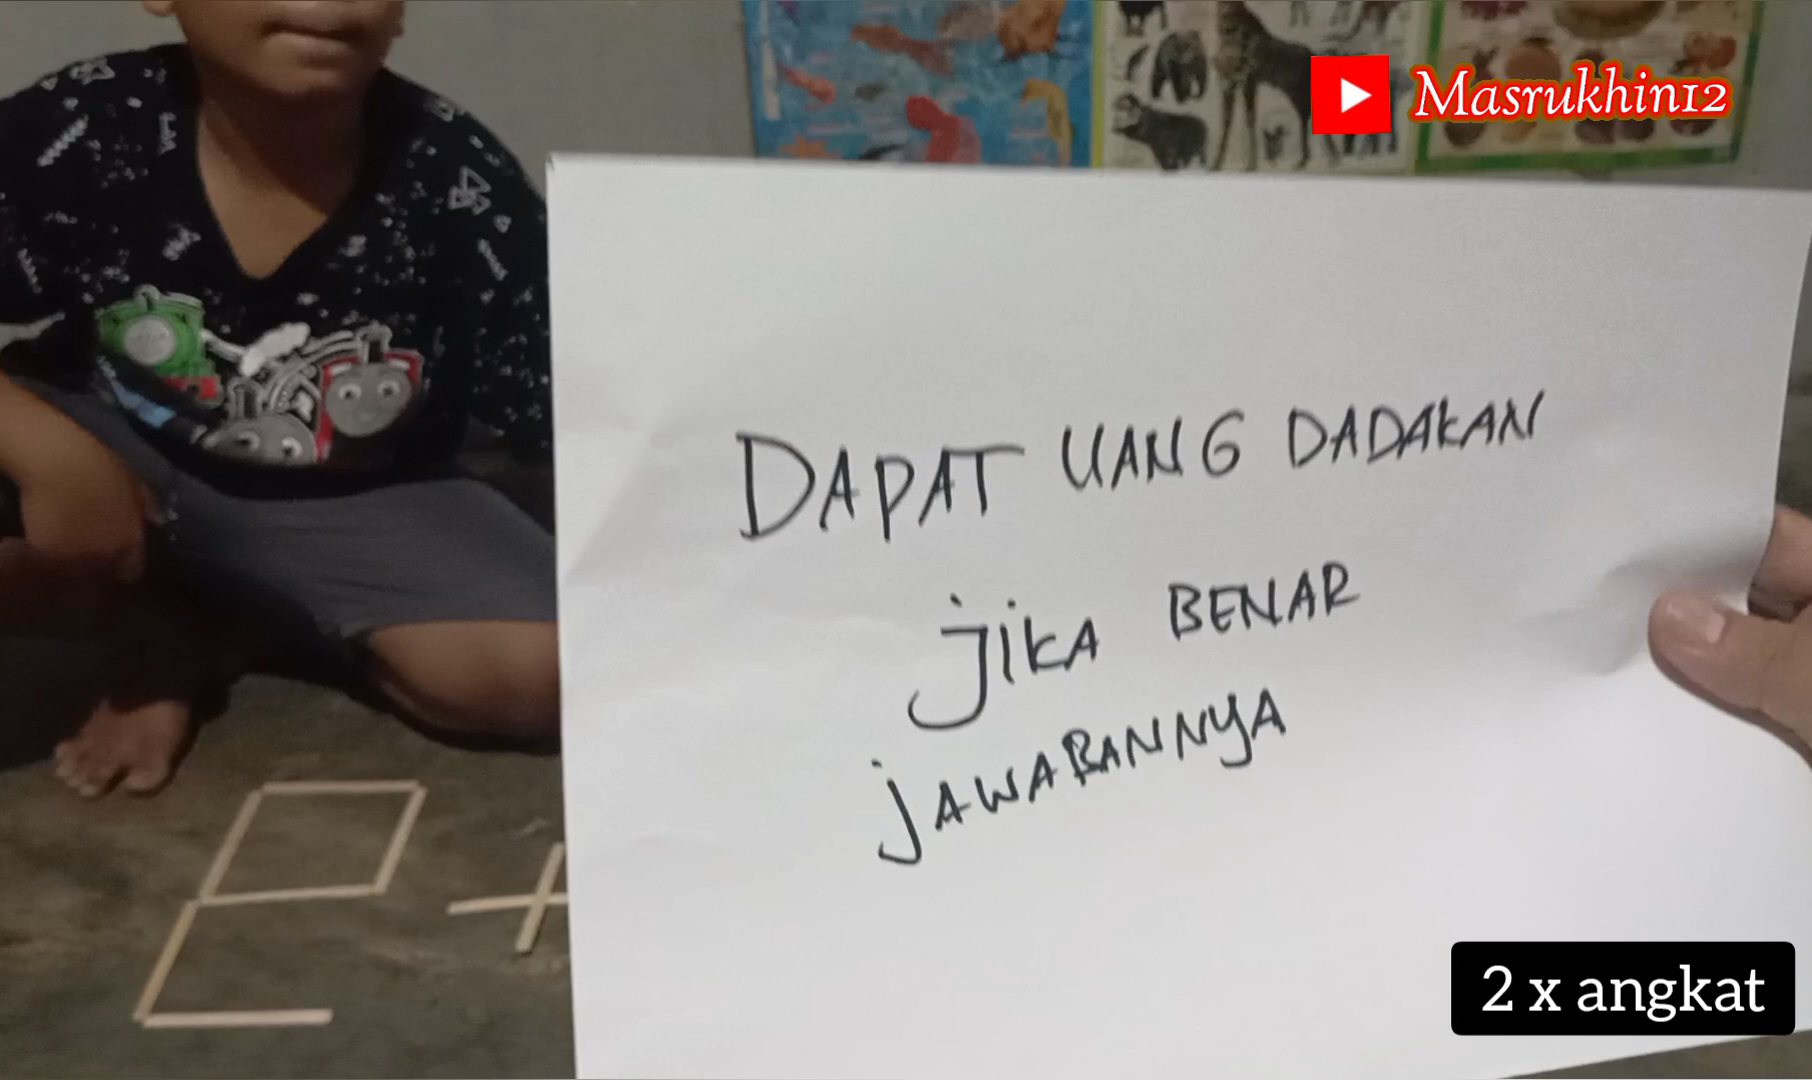 Masrukhin12
DAPAT UANG DADAKAN
jiKA BENAR
jAWABANNYA
2 x angkat